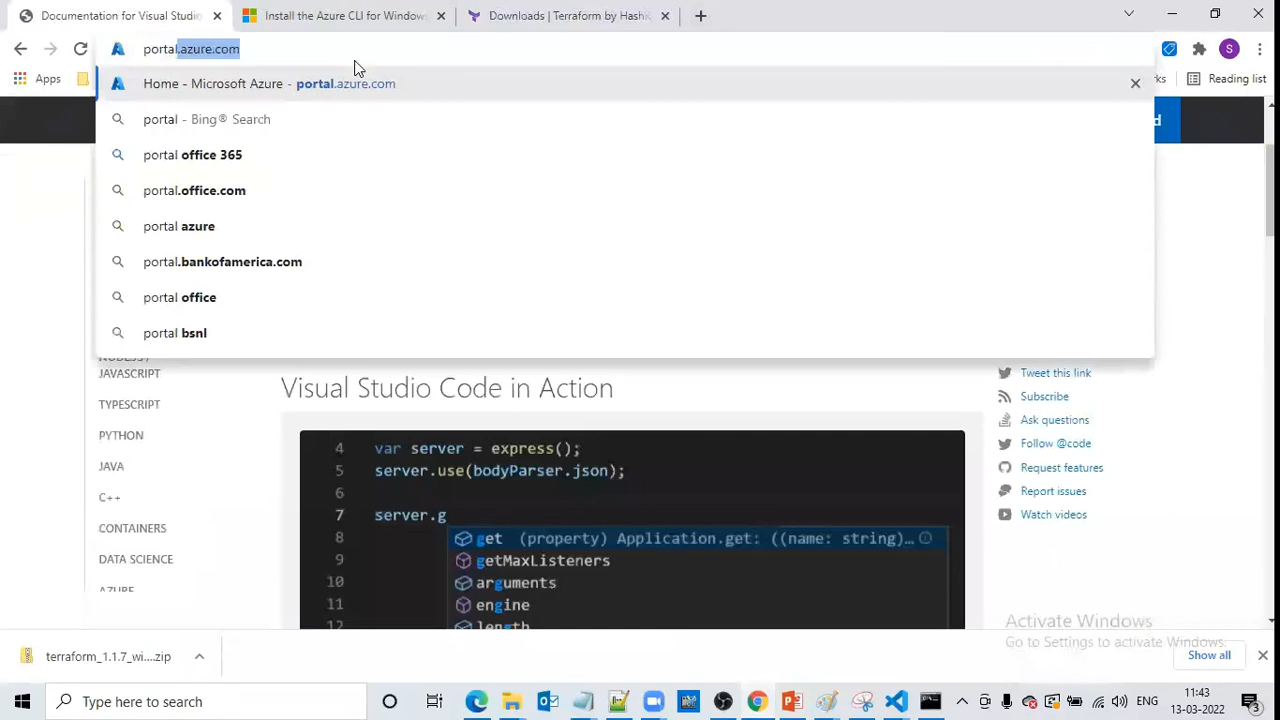 Documentation for Visual Studio
Install the Azure CLI for Windows
Downloads | Terraform by HashiC
portal.azure.com
S
Apps
Reading list
Home - Microsoft Azure - portal.azure.com
portal - Bing® Search
portal office 365
portal.office.com
portal azure
portal.bankofamerica.com
portal office
portal bsnl
JAVASCRIPT
TYPESCRIPT
PYTHON
JAVA
C++
CONTAINERS
DATA SCIENCE
AZURE
Visual Studio Code in Action
4 var server = express();
5 server.use(bodyParser.json);
6
7 server.g
8 get (property) Application.get: ((name: string)…
9 getMaxListeners
10 arguments
11 engine
12 length
Tweet this link
Subscribe
Ask questions
Follow @code
Request features
Report issues
Watch videos
Activate Windows
Go to Settings to activate Windows.
terraform_1.1.7_wi....zip
Show all
Type here to search
ENG
11:43
13-03-2022
3